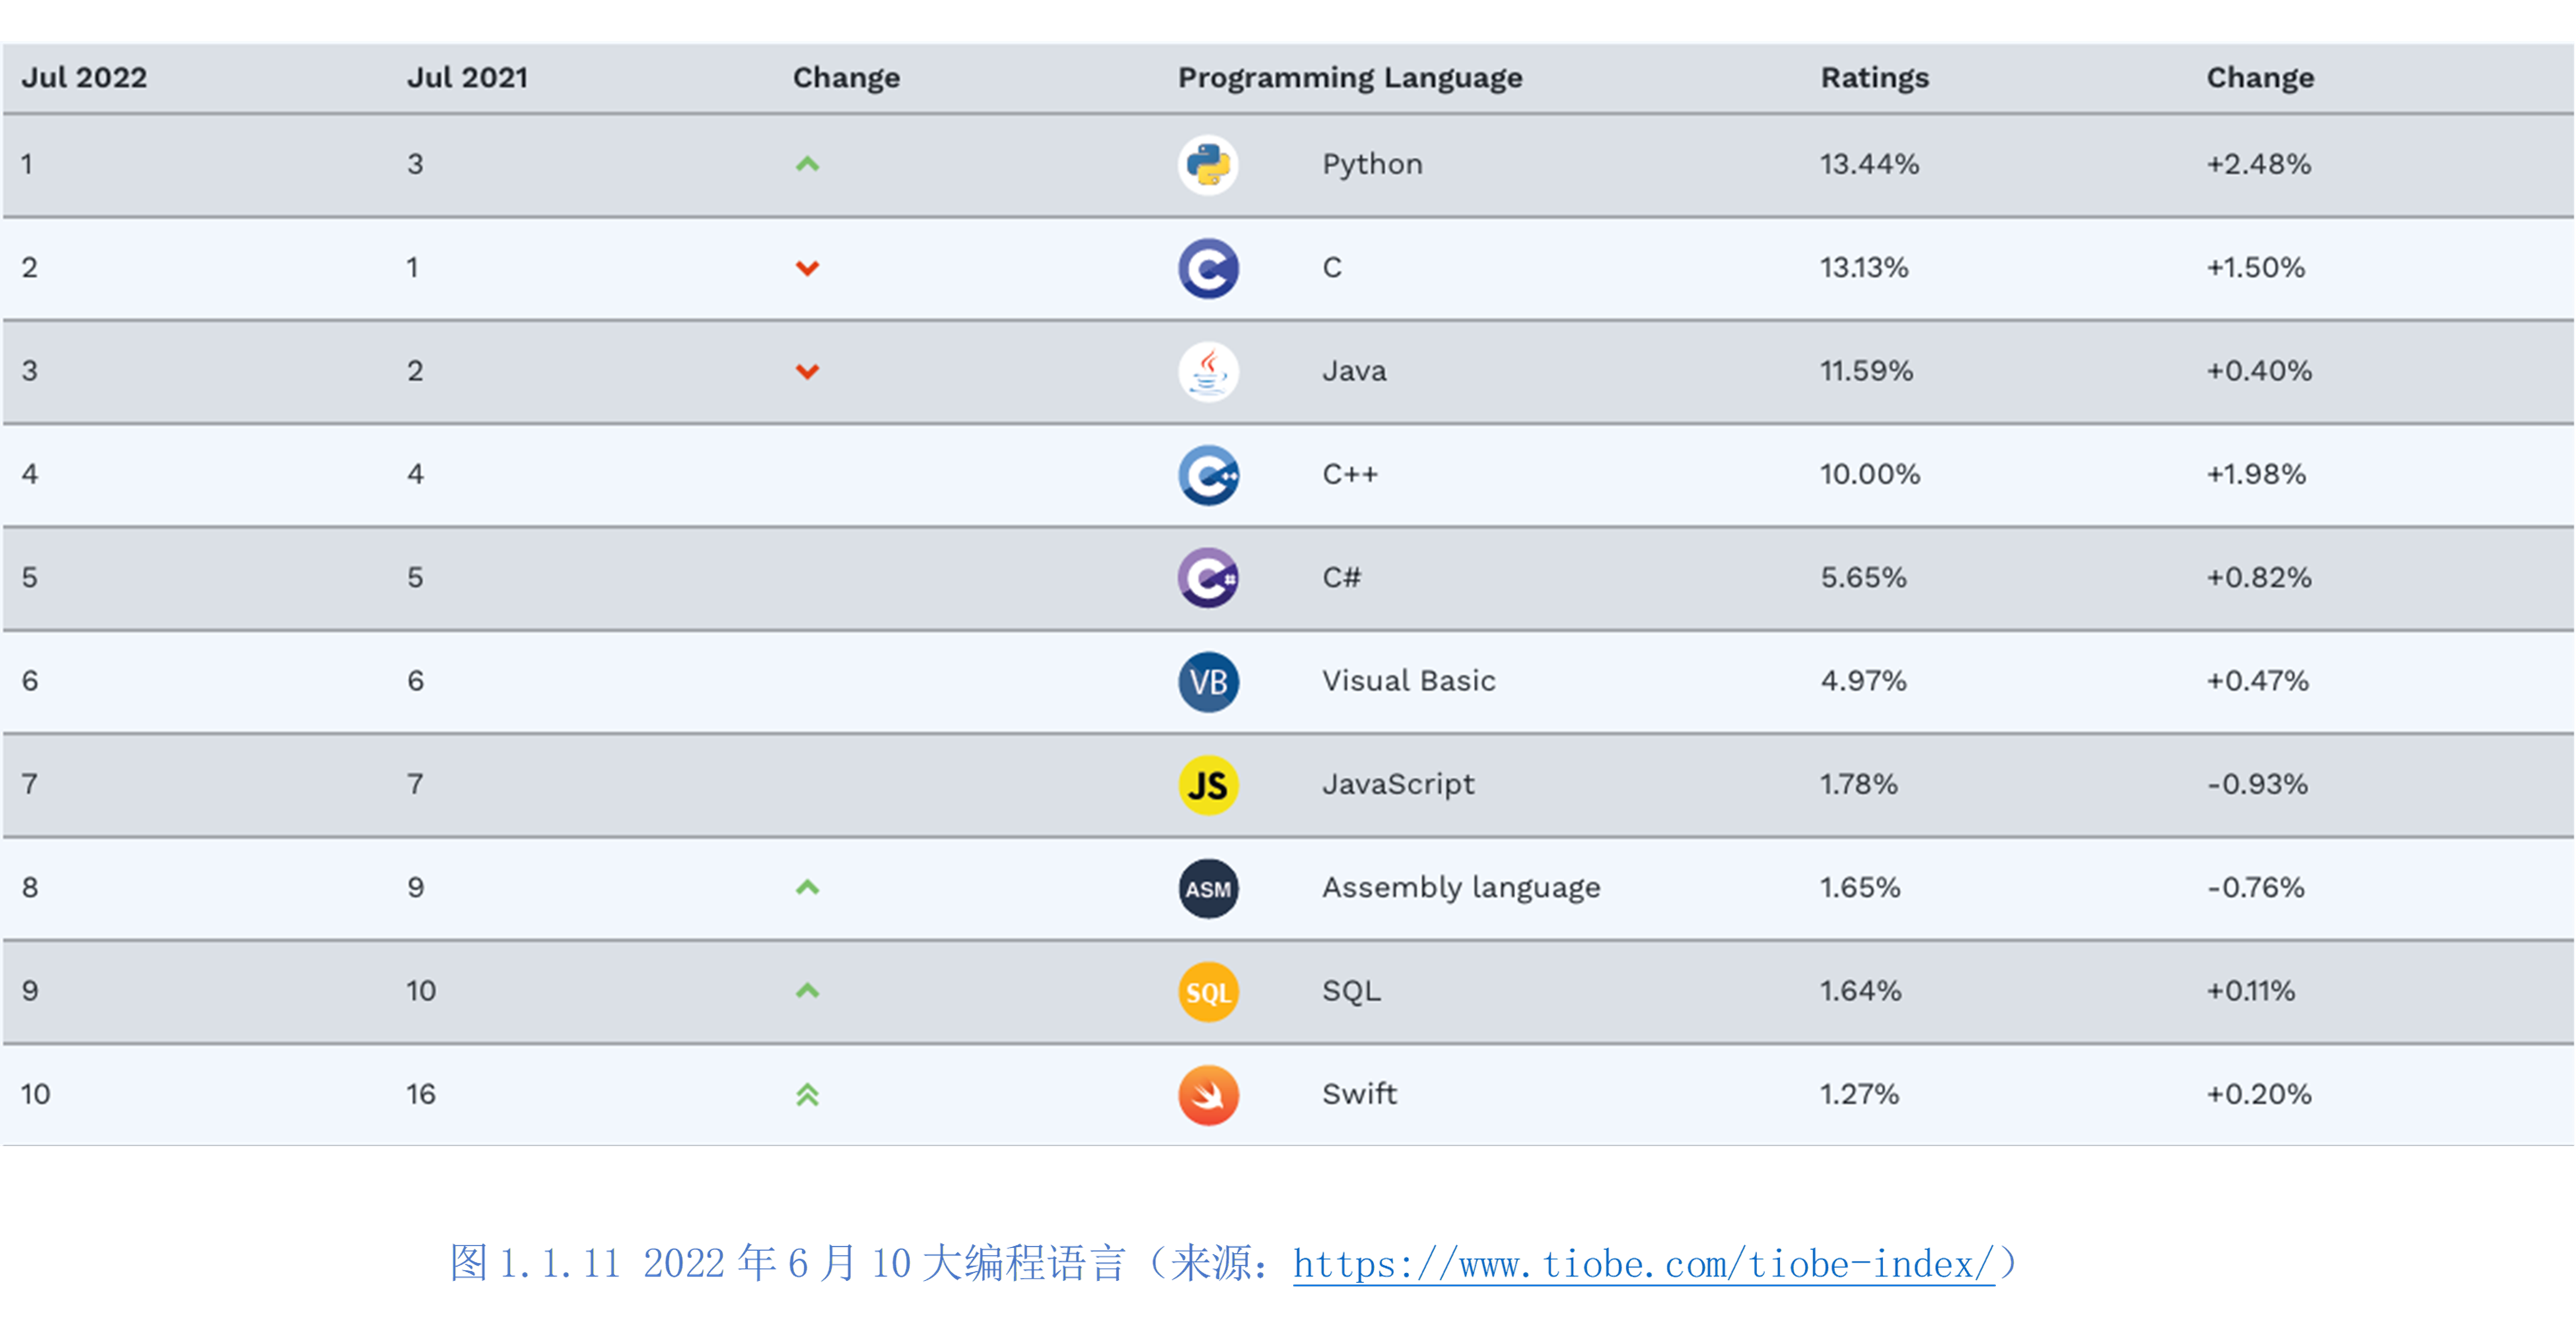 Jul 2022 Jul 2021 Change Programming Language Ratings Change
1 3 Python 13.44% +2.48%
2 1 C C 13.13% +1.50%
3 2 Java 11.59% +0.40%
4 4 C++ C++ 10.00% +1.98%
5 5 C# C# 5.65% +0.82%
6 6 VB Visual Basic 4.97% +0.47%
7 7 JS JavaScript 1.78% -0.93%
8 9 ASM Assembly language 1.65% -0.76%
9 10 SQL SQL 1.64% +0.11%
10 16 Swift 1.27% +0.20%
图 1.1.11 2022 年 6 月 10 大编程语言（来源：https://www.tiobe.com/tiobe-index/）